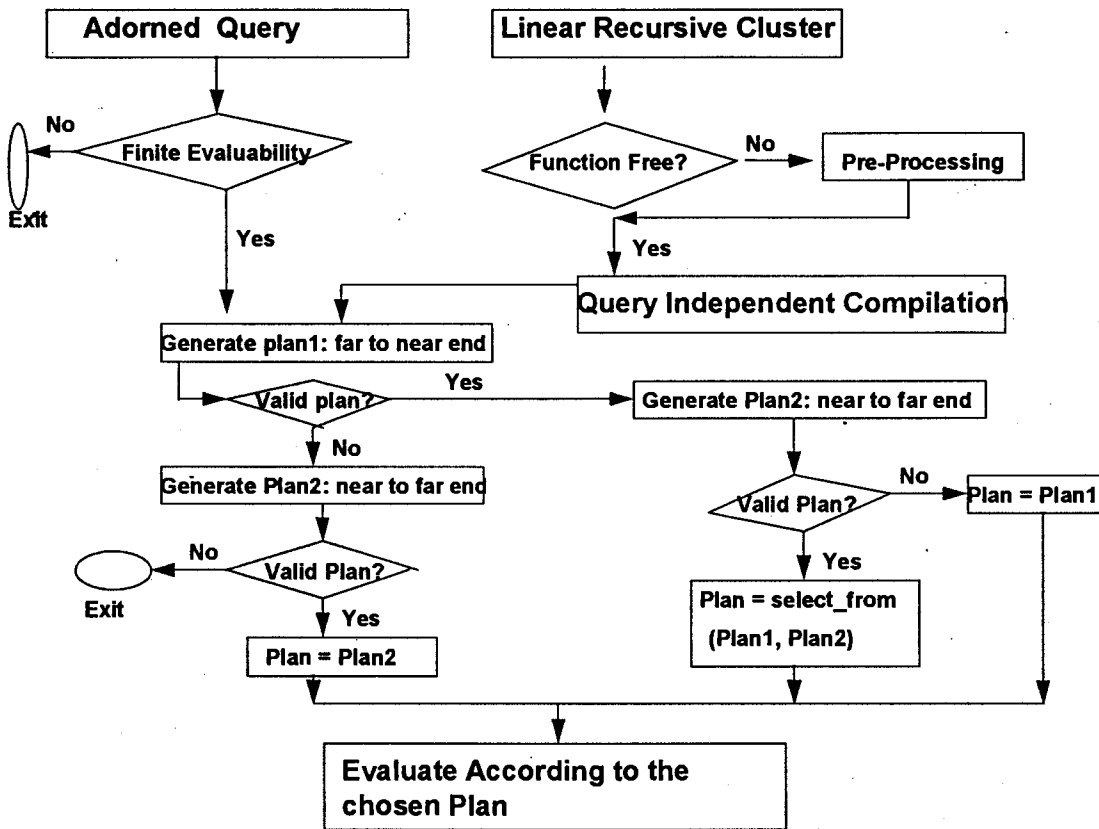 Adorned Query
Linear Recursive Cluster
No
Finite Evaluability
Function Free?
No
Pre-Processing
Exit
Yes
Yes
Query Independent Compilation
Generate plan1: far to near end
Valid plan?
Yes
Generate Plan2: near to far end
No
Generate Plan2: near to far end
Valid Plan?
No
Plan = Plan1
No
Valid Plan?
Yes
Exit
Plan = select_from
(Plan1, Plan2)
Yes
Plan = Plan2
Evaluate According to the
chosen Plan